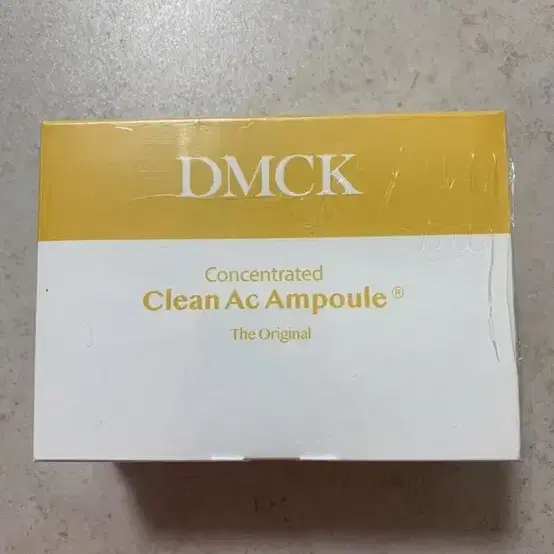 DMCK
Concentrated
Clean Ac Ampoule®
The Original